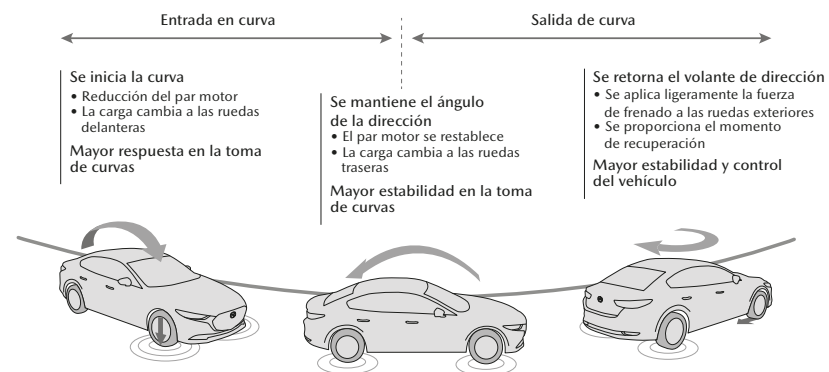 Entrada en curva
Salida de curva
Se inicia la curva
• Reducción del par motor
• La carga cambia a las ruedas
delanteras
Mayor respuesta en la toma
de curvas
Se mantiene el ángulo
de la dirección
• El par motor se restablece
• La carga cambia a las ruedas
traseras
Mayor estabilidad en la toma
de curvas
Se retorna el volante de dirección
• Se aplica ligeramente la fuerza
de frenado a las ruedas exteriores
• Se proporciona el momento
de recuperación
Mayor estabilidad y control
del vehículo